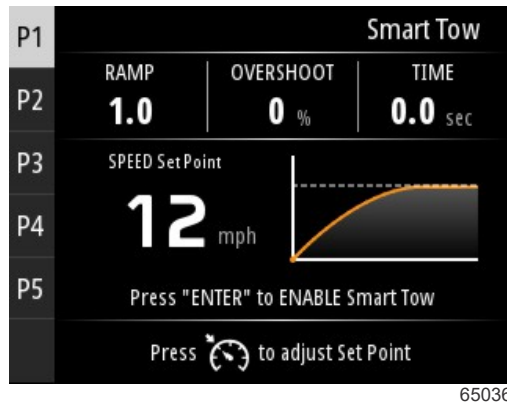 P1
Smart Tow
RAMP OVERSHOOT TIME
P2
1.0 0 % 0.0 sec
P3
SPEED Set Point
P4
12 mph
P5
Press "ENTER" to ENABLE Smart Tow
Press to adjust Set Point
65036